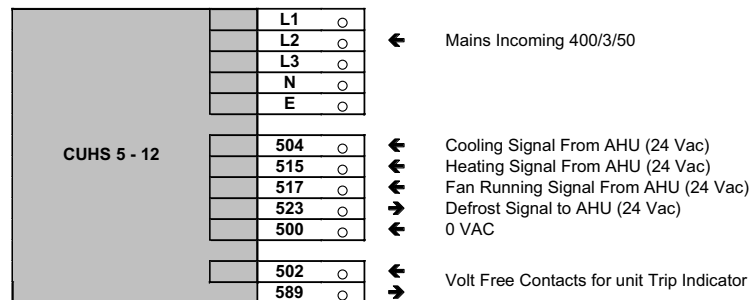 L1
L2 🡸 Mains Incoming 400/3/50
L3
N
E
CUHS 5 - 12
504 🡸 Cooling Signal From AHU (24 Vac)
515 🡸 Heating Signal From AHU (24 Vac)
517 🡸 Fan Running Signal From AHU (24 Vac)
523 🡺 Defrost Signal to AHU (24 Vac)
500 🡸 0 VAC
502 🡸
Volt Free Contacts for unit Trip Indicator
589 🡺